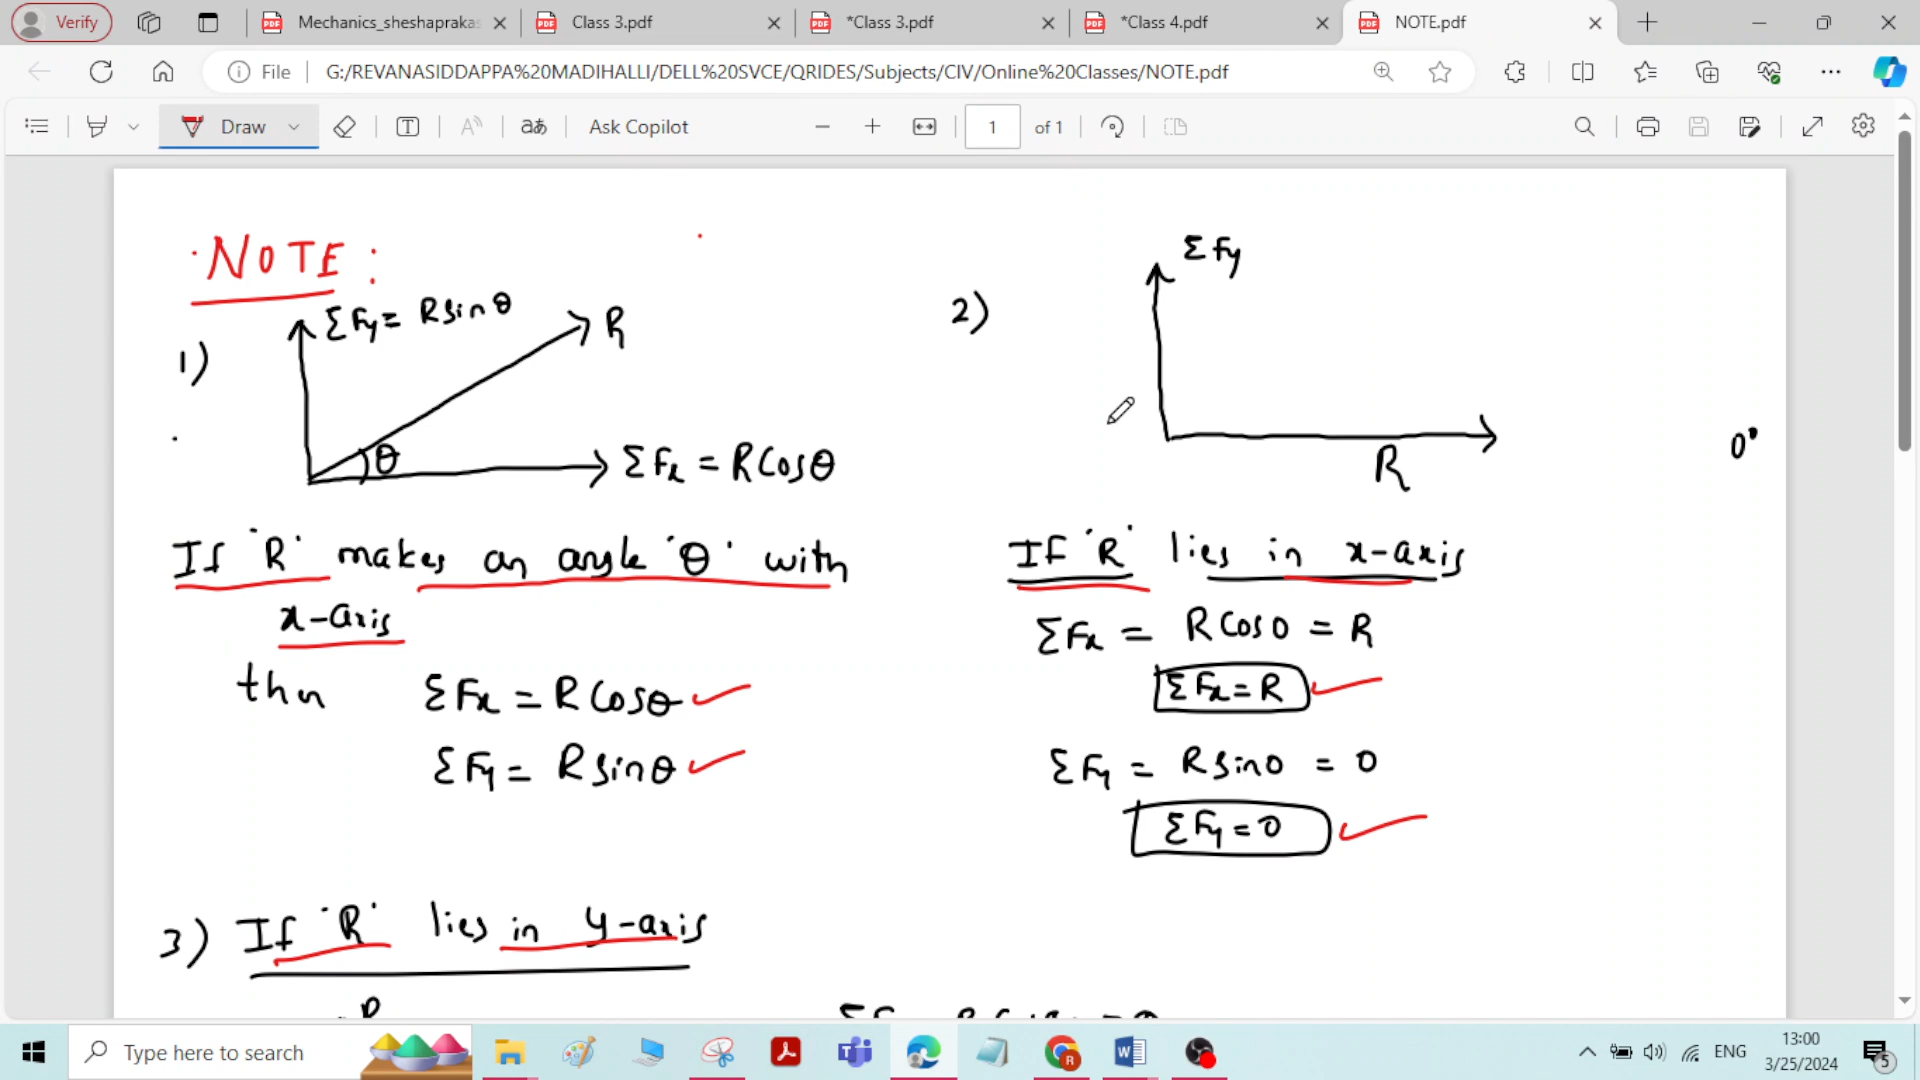 Verify
Mechanics_sheshapraka
Class 3.pdf
*Class 3.pdf
*Class 4.pdf
NOTE.pdf
File
G:/REVANASIDDAPPA%20MADIHALLI/DELL%20SVCE/QRIDES/Subjects/CIV/Online%20Classes/NOTE.pdf
Draw
Ask Copilot
1 of 1
NOTE :
1)
ΣFy = R sin θ
R
θ
ΣFx = R Cos θ
If 'R' makes an angle 'θ' with
x-axis
then ΣFx = R Cos θ
ΣFy = R sin θ
2)
ΣFy
R
0°
If 'R' lies in x-axis
ΣFx = R Cos 0 = R
ΣFx = R
ΣFy = R sin 0 = 0
ΣFy = 0
3) If 'R' lies in y-axis
Type here to search
ENG
13:00
3/25/2024
5